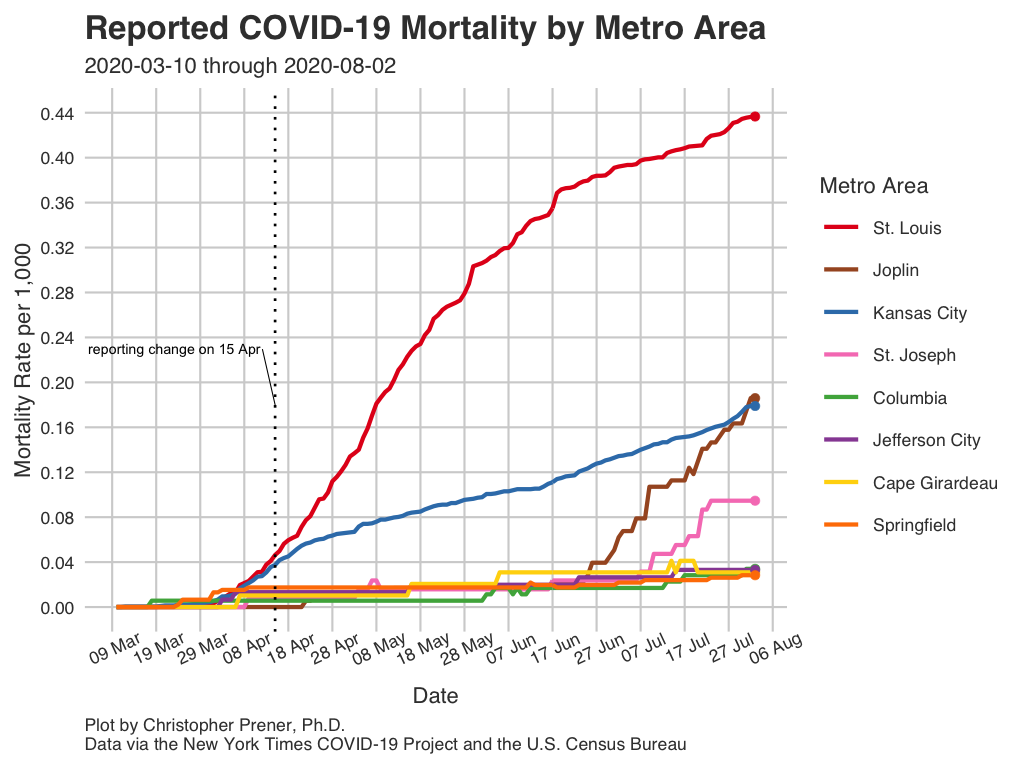 Reported COVID-19 Mortality by Metro Area
2020-03-10 through 2020-08-02
Mortality Rate per 1,000
0.44
0.40
0.36
0.32
0.28
0.24
0.20
0.16
0.12
0.08
0.04
0.00
reporting change on 15 Apr
09 Mar
19 Mar
29 Mar
08 Apr
18 Apr
28 Apr
08 May
18 May
28 May
07 Jun
17 Jun
27 Jun
07 Jul
17 Jul
27 Jul
06 Aug
Date
Metro Area
St. Louis
Joplin
Kansas City
St. Joseph
Columbia
Jefferson City
Cape Girardeau
Springfield
Plot by Christopher Prener, Ph.D.
Data via the New York Times COVID-19 Project and the U.S. Census Bureau